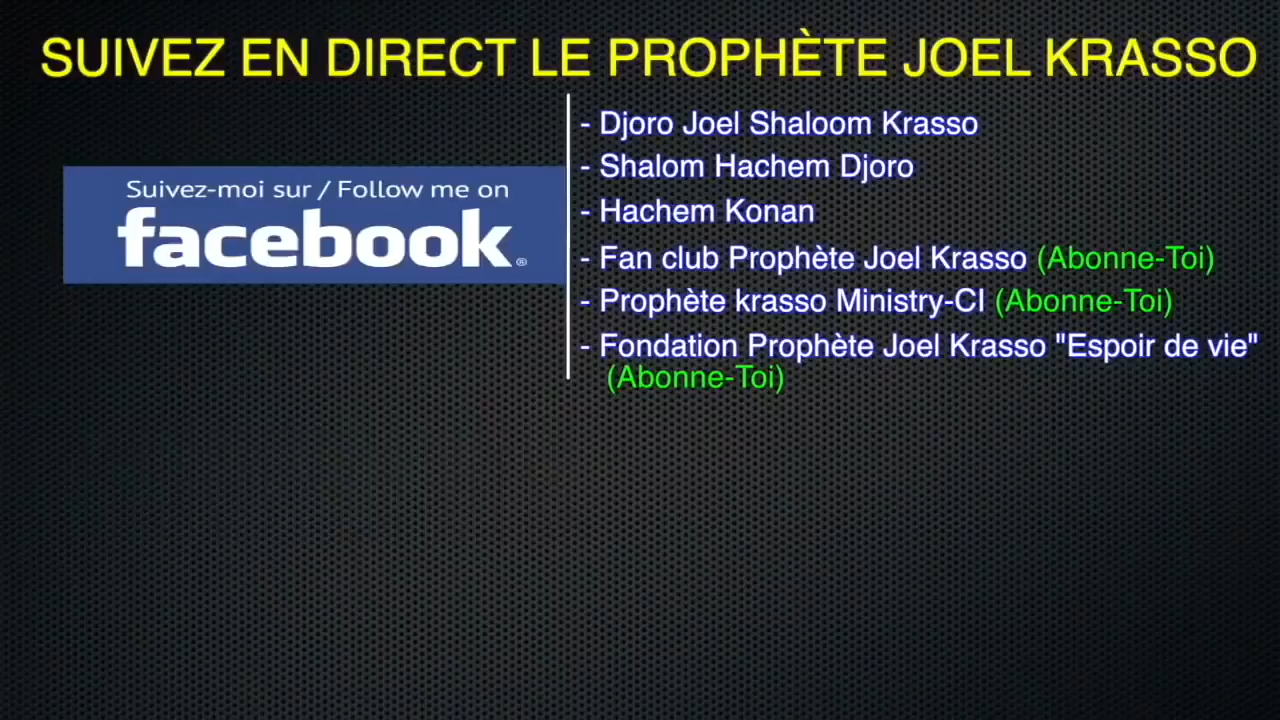 SUIVEZ EN DIRECT LE PROPHÈTE JOEL KRASSO
Suivez-moi sur / Follow me on
facebook®
- Djoro Joel Shaloom Krasso
- Shalom Hachem Djoro
- Hachem Konan
- Fan club Prophète Joel Krasso (Abonne-Toi)
- Prophète krasso Ministry-CI (Abonne-Toi)
- Fondation Prophète Joel Krasso "Espoir de vie"
(Abonne-Toi)